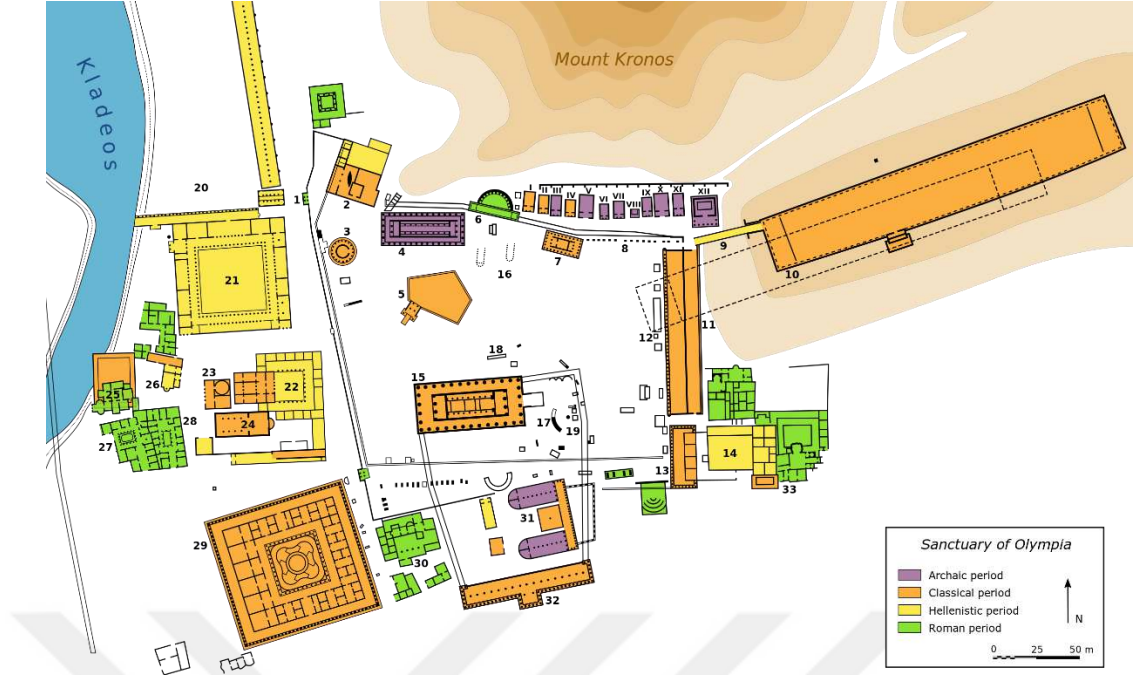 Mount Kronos
Kladeos
20
1
2
I
II
III
IV
V
VI
VII
VIII
IX
X
XI
XII
3
4
6
7
8
9
10
16
5
21
11
12
18
15
17
19
22
23
24
25
26
27
28
13
14
33
29
30
31
32
Sanctuary of Olympia
Archaic period
Classical period
Hellenistic period
Roman period
N
0 25 50 m